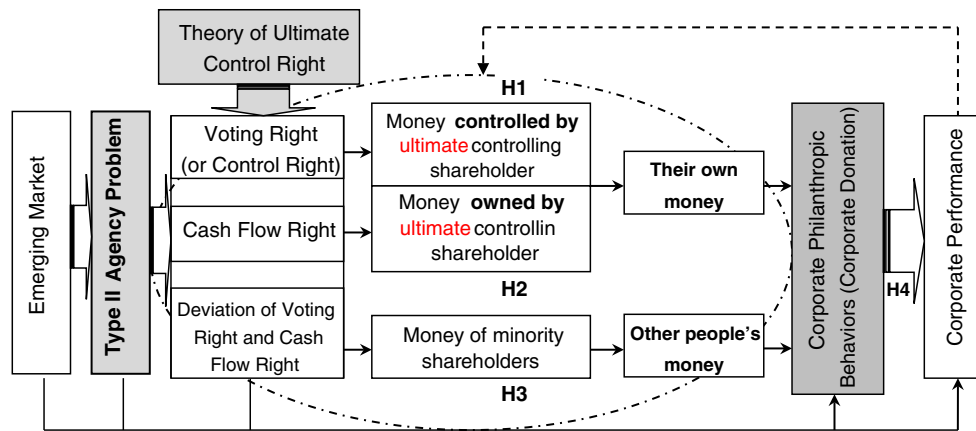 Theory of Ultimate
Control Right
H1
Emerging Market
Type II Agency Problem
Voting Right
(or Control Right)
Cash Flow Right
Deviation of Voting
Right and Cash
Flow Right
Money controlled by
ultimate controlling
shareholder
Money owned by
ultimate controllin
shareholder
H2
Money of minority
shareholders
H3
Their own
money
Other people's
money
Corporate Philanthropic
Behaviors (Corporate Donation)
H4
Corporate Performance